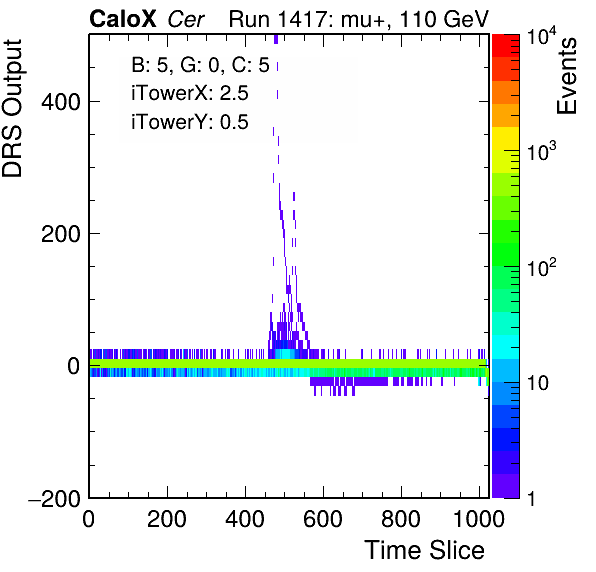 CaloX Cer Run 1417: mu+, 110 GeV
B: 5, G: 0, C: 5
iTowerX: 2.5
iTowerY: 0.5
DRS Output
400
200
0
−200
0 200 400 600 800 1000
Time Slice
Events
10^4
10^3
10^2
10
1